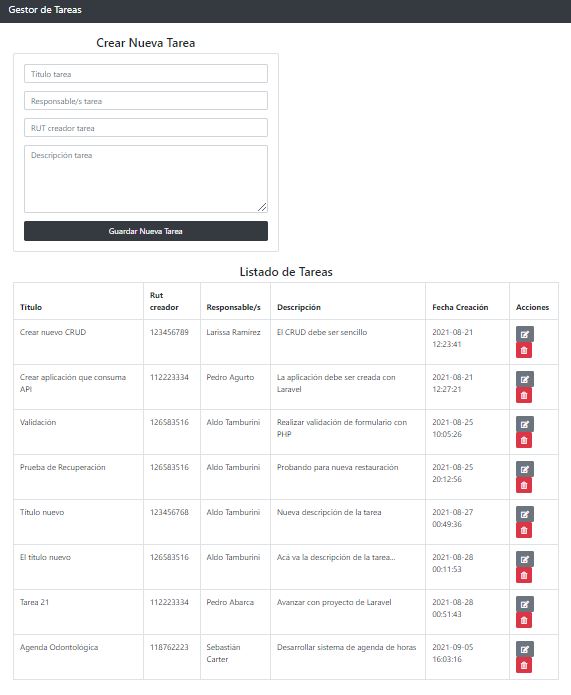 Gestor de Tareas
Crear Nueva Tarea
Título tarea
Responsable/s tarea
RUT creador tarea
Descripción tarea
Guardar Nueva Tarea
Listado de Tareas
Título Rut creador Responsable/s Descripción Fecha Creación Acciones
Crear nuevo CRUD 123456789 Larissa Ramírez El CRUD debe ser sencillo 2021-08-21 12:23:41
Crear aplicación que consuma API 112223334 Pedro Agurto La aplicación debe ser creada con Laravel 2021-08-21 12:27:21
Validación 126583516 Aldo Tamburini Realizar validación de formulario con PHP 2021-08-25 10:05:26
Prueba de Recuperación 126583516 Aldo Tamburini Probando para nueva restauración 2021-08-25 20:12:56
Título nuevo 123456768 Aldo Tamburini Nueva descripción de la tarea 2021-08-27 00:49:36
El título nuevo 126583516 Aldo Tamburini Acá va la descripción de la tarea... 2021-08-28 00:11:53
Tarea 21 112223334 Pedro Abarca Avanzar con proyecto de Laravel 2021-08-28 00:51:43
Agenda Odontológica 118762223 Sebastián Carter Desarrollar sistema de agenda de horas 2021-09-05 16:03:16